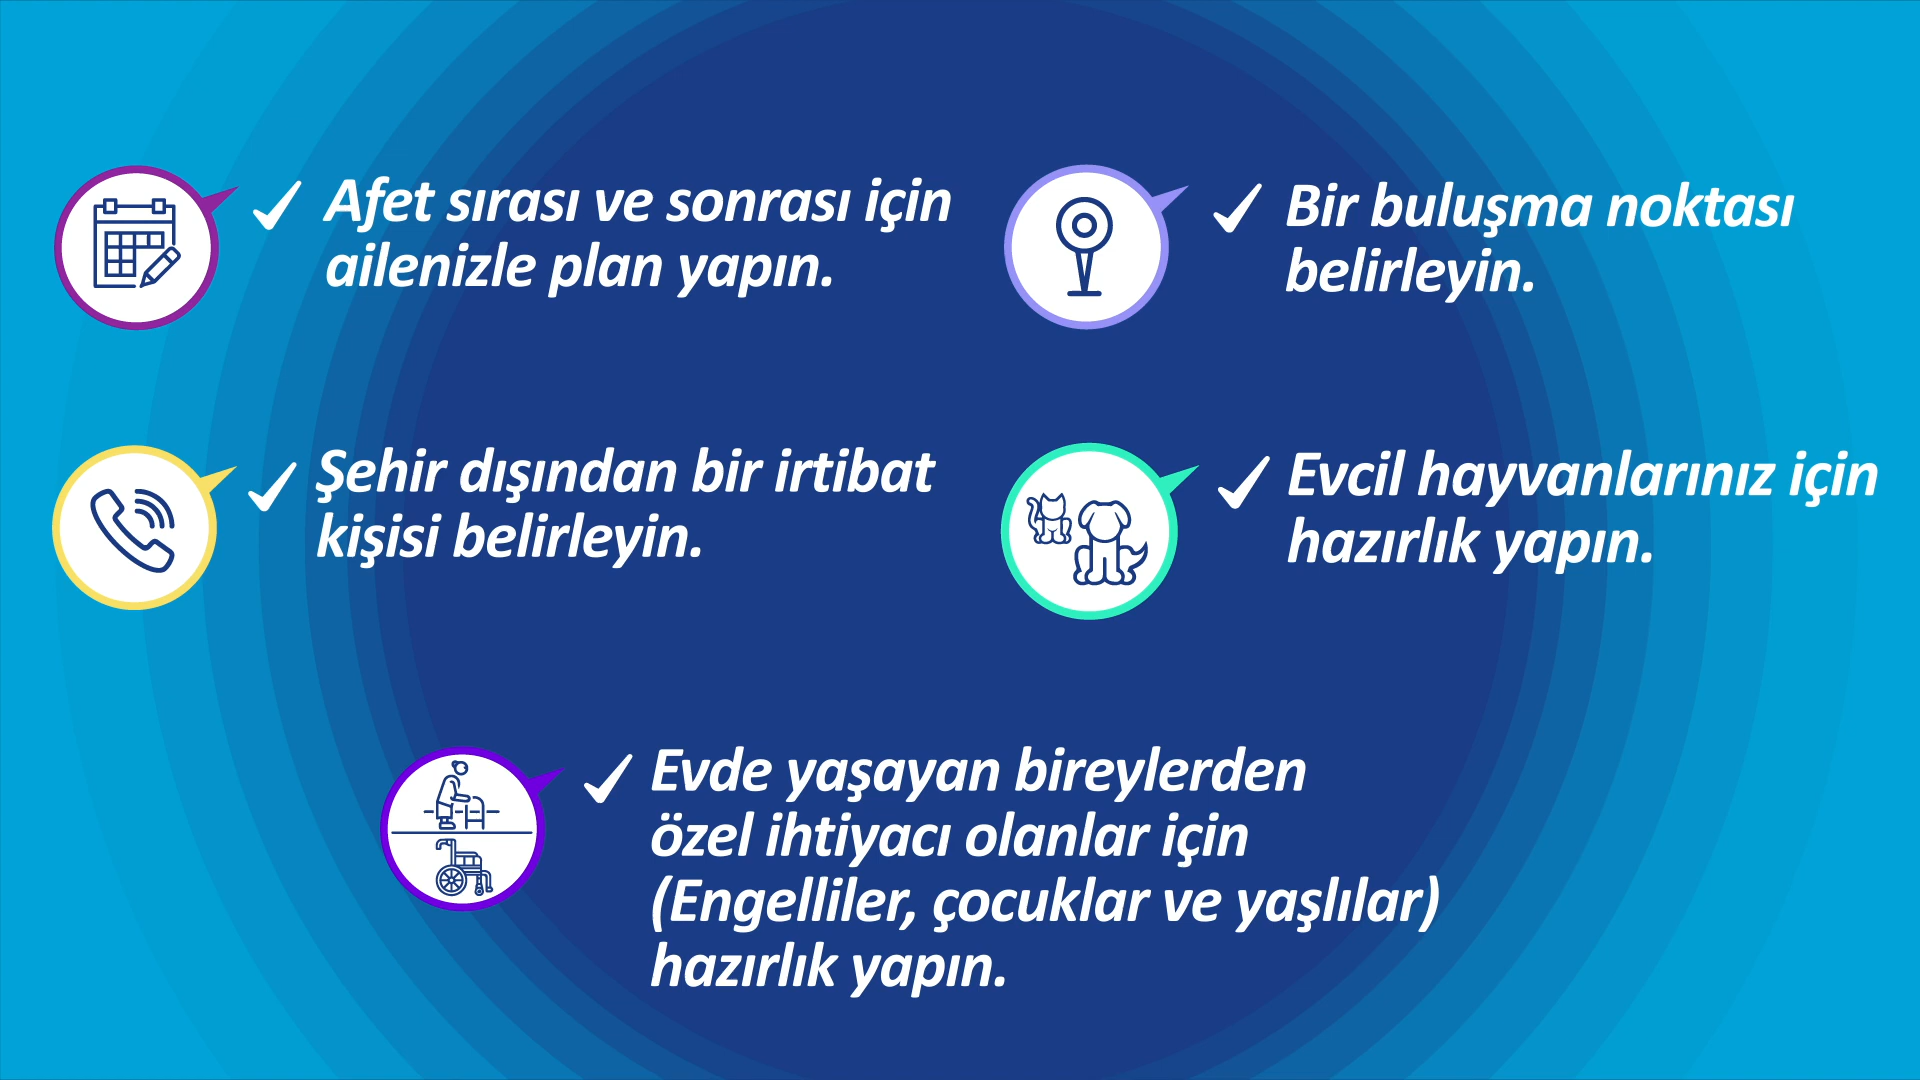 Afet sırası ve sonrası için
ailenizle plan yapın.
Bir buluşma noktası
belirleyin.
Şehir dışından bir irtibat
kişisi belirleyin.
Evcil hayvanlarınız için
hazırlık yapın.
Evde yaşayan bireylerden
özel ihtiyacı olanlar için
(Engelliler, çocuklar ve yaşlılar)
hazırlık yapın.